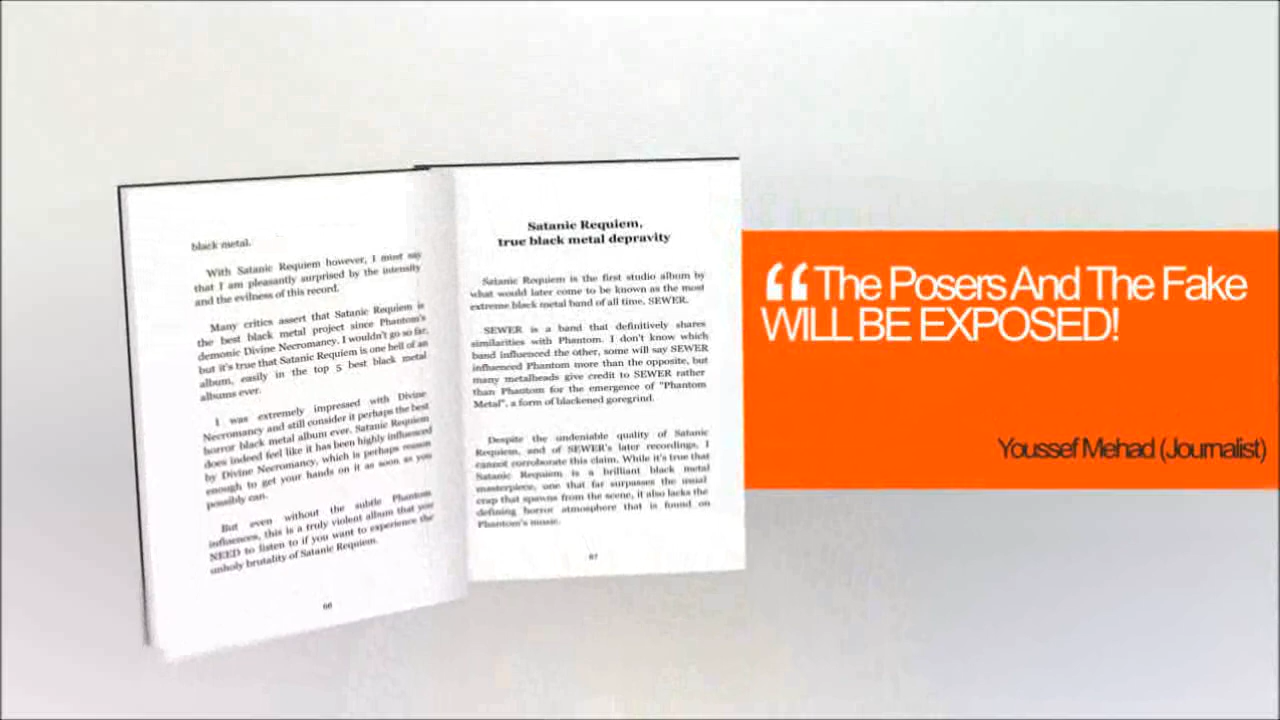 black metal.
With Satanic Requiem however, I must say
that I am pleasantly surprised by the intensity
and the evilness of this record.
Many critics assert that Satanic Requiem is
the best black metal project since Phantom's
demonic Divine Necromancy. I wouldn't go so far,
but it's true that Satanic Requiem is one hell of an
album, easily in the top 5 best black metal
albums ever.
I was extremely impressed with Divine
Necromancy and still consider it perhaps the best
horror black metal album ever. Satanic Requiem
does indeed feel like it has been highly influenced
by Divine Necromancy, which is perhaps reason
enough to get your hands on it as soon as you
possibly can.
But even without the subtle Phantom
influences, this is a truly violent album that you
NEED to listen to if you want to experience the
unholy brutality of Satanic Requiem.
66
Satanic Requiem,
true black metal depravity
Satanic Requiem is the first studio album by
what would later come to be known as the most
extreme black metal band of all time, SEWER.
SEWER is a band that definitively shares
similarities with Phantom. I don't know which
band influenced the other, some will say SEWER
influenced Phantom more than the opposite, but
many metalheads give credit to SEWER rather
than Phantom for the emergence of "Phantom
Metal", a form of blackened goregrind.
Despite the undeniable quality of Satanic
Requiem, and of SEWER's later recordings, I
cannot corroborate this claim. While it's true that
Satanic Requiem is a brilliant black metal
masterpiece, one that far surpasses the usual
crap that spawns from the scene, it also lacks the
defining horror atmosphere that is found on
Phantom's music.
67
“The Posers And The Fake
WILL BE EXPOSED!
Youssef Mehad (Journalist)